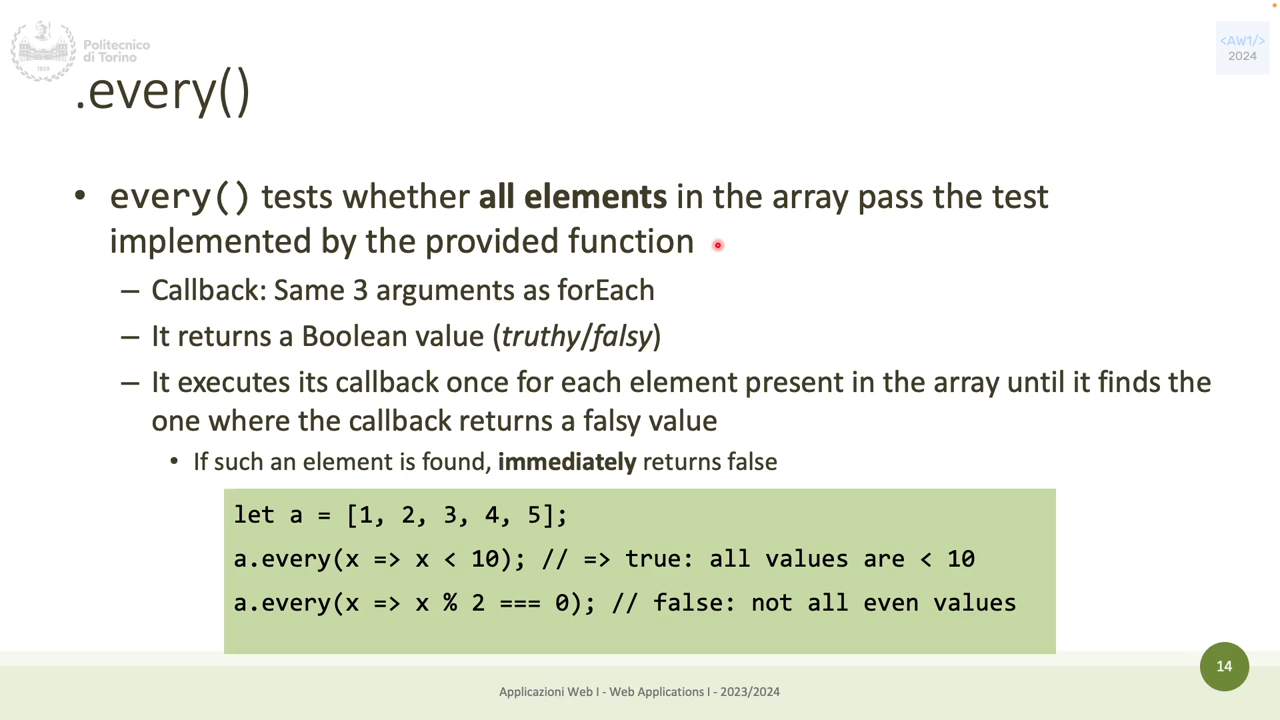 Politecnico
di Torino
1859
<AW1/>
2024
.every()
• every() tests whether all elements in the array pass the test
implemented by the provided function
– Callback: Same 3 arguments as forEach
– It returns a Boolean value (truthy/falsy)
– It executes its callback once for each element present in the array until it finds the
one where the callback returns a falsy value
• If such an element is found, immediately returns false
let a = [1, 2, 3, 4, 5];
a.every(x => x < 10); // => true: all values are < 10
a.every(x => x % 2 === 0); // false: not all even values
14
Applicazioni Web I - Web Applications I - 2023/2024